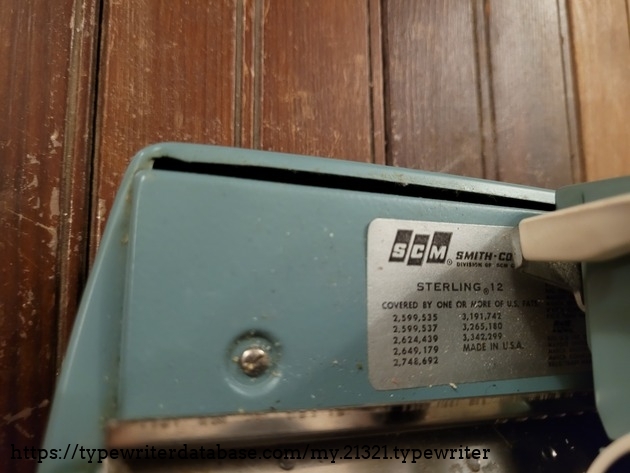 SCM® SMITH-CO
DIVISION OF SCM
STERLING® 12
COVERED BY ONE OR MORE OF U.S. PATS
2,599,535 3,191,742
2,599,537 3,265,180
2,624,439 3,342,299
2,649,179 MADE IN U.S.A.
2,748,692
https://typewriterdatabase.com/my.21321.typewriter